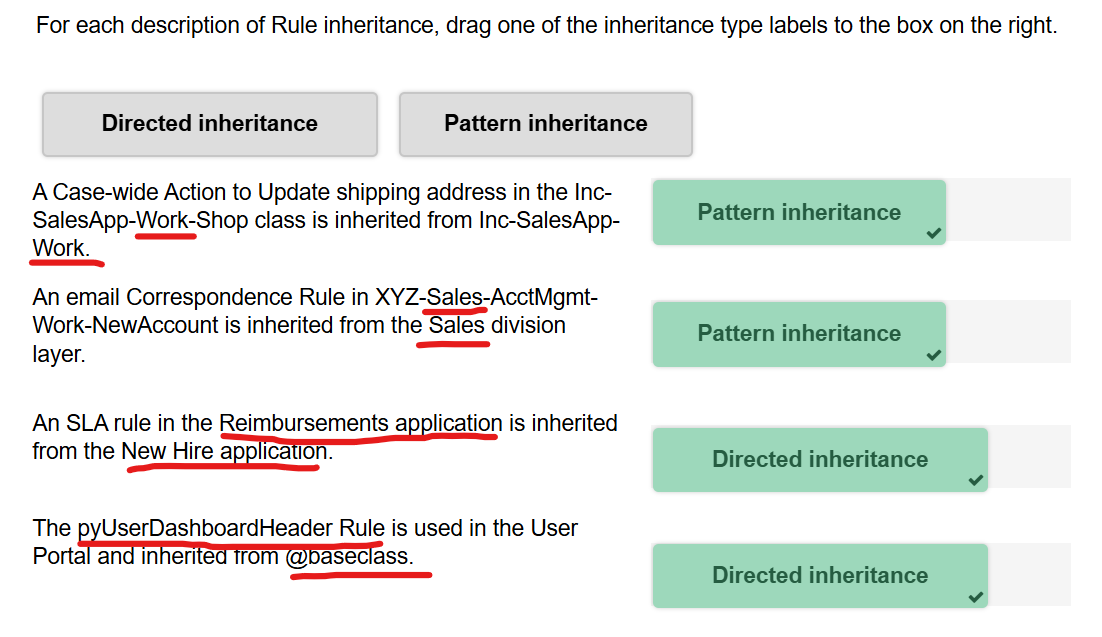 For each description of Rule inheritance, drag one of the inheritance type labels to the box on the right.
Directed inheritance
Pattern inheritance
A Case-wide Action to Update shipping address in the Inc-
SalesApp-Work-Shop class is inherited from Inc-SalesApp-
Work.
Pattern inheritance
An email Correspondence Rule in XYZ-Sales-AcctMgmt-
Work-NewAccount is inherited from the Sales division
layer.
Pattern inheritance
An SLA rule in the Reimbursements application is inherited
from the New Hire application.
Directed inheritance
The pyUserDashboardHeader Rule is used in the User
Portal and inherited from @baseclass.
Directed inheritance